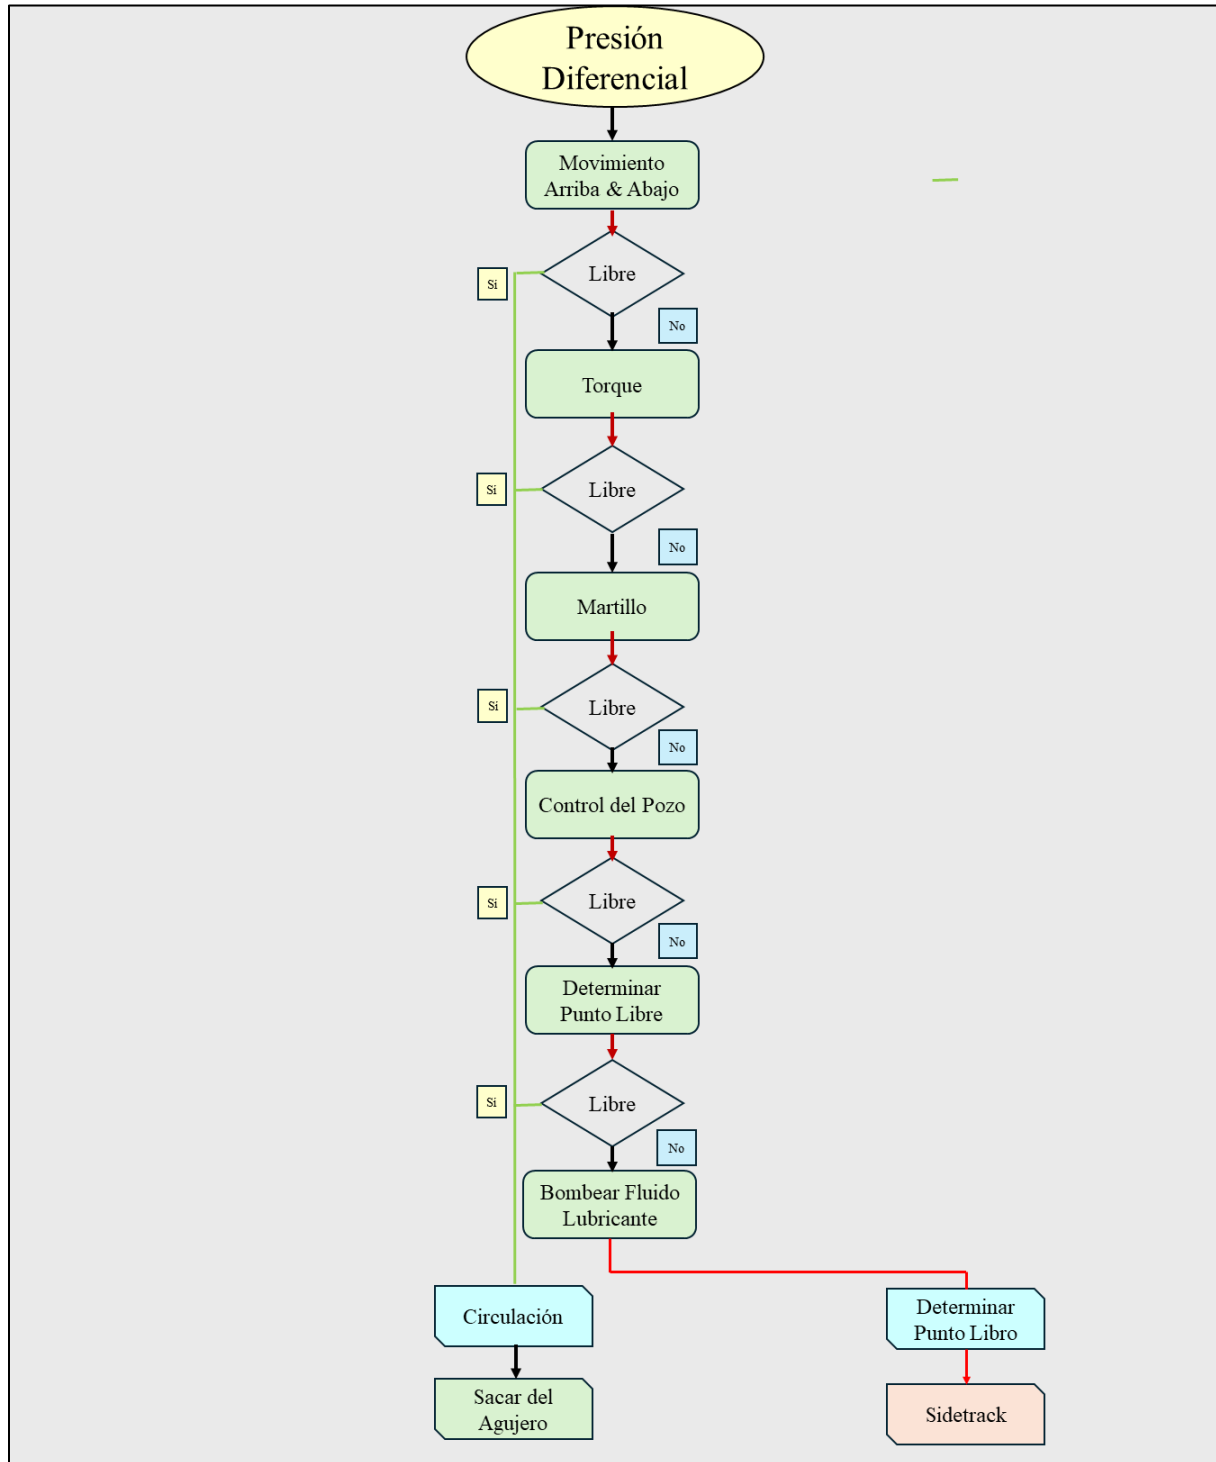 Presión
Diferencial
Movimiento
Arriba & Abajo
Libre
Si
No
Torque
Libre
Si
No
Martillo
Libre
Si
No
Control del Pozo
Libre
Si
No
Determinar
Punto Libre
Libre
Si
No
Bombear Fluido
Lubricante
Circulación
Determinar
Punto Libro
Sacar del
Agujero
Sidetrack